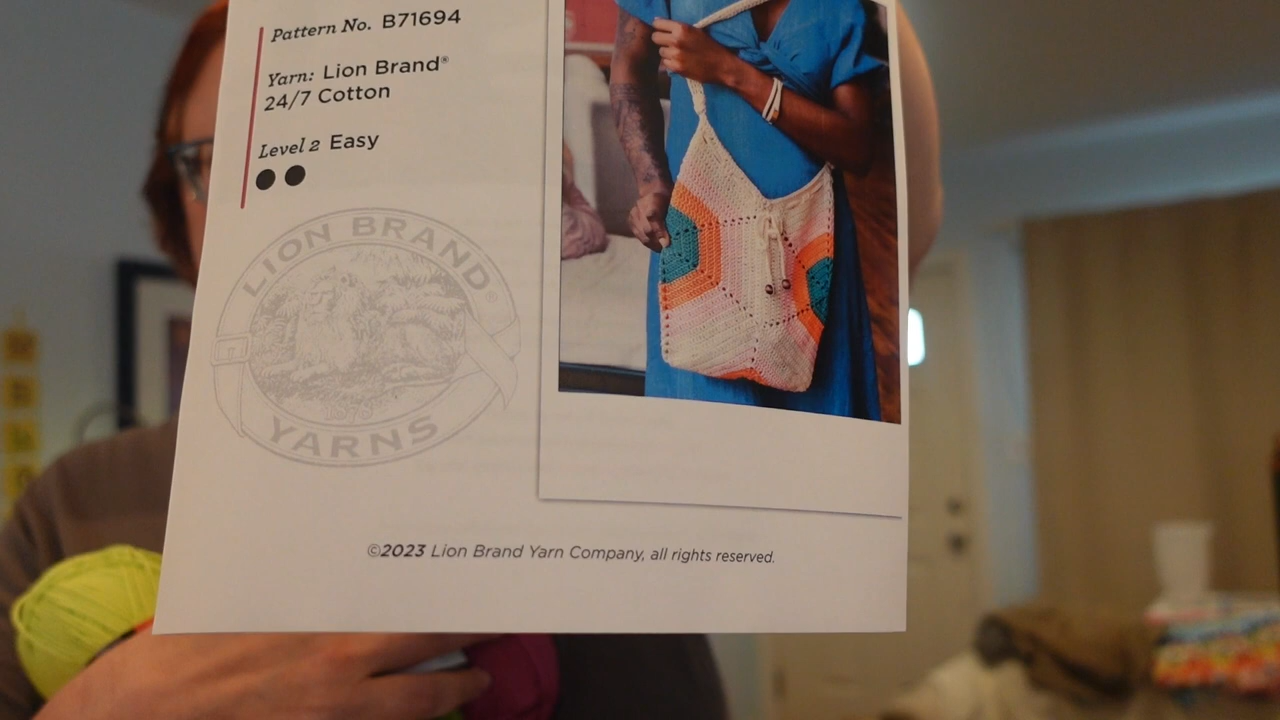 Pattern No. B71694
Yarn: Lion Brand®
24/7 Cotton
Level 2 Easy
LION BRAND®
1878
YARNS
©2023 Lion Brand Yarn Company, all rights reserved.